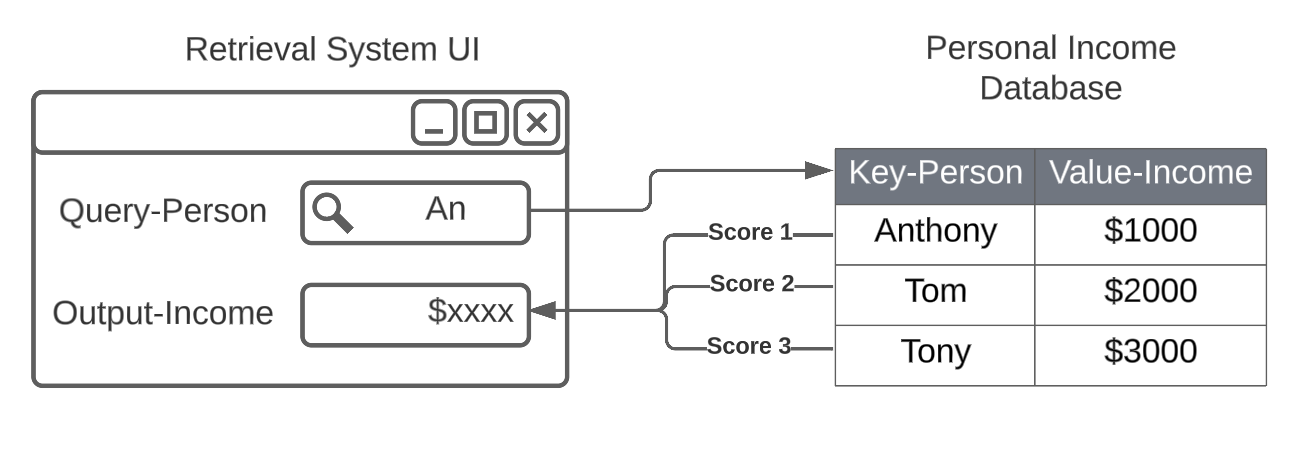 Retrieval System UI
Personal Income
Database
Query-Person
An
Output-Income
$xxxx
Score 1
Score 2
Score 3
Key-Person Value-Income
Anthony $1000
Tom $2000
Tony $3000